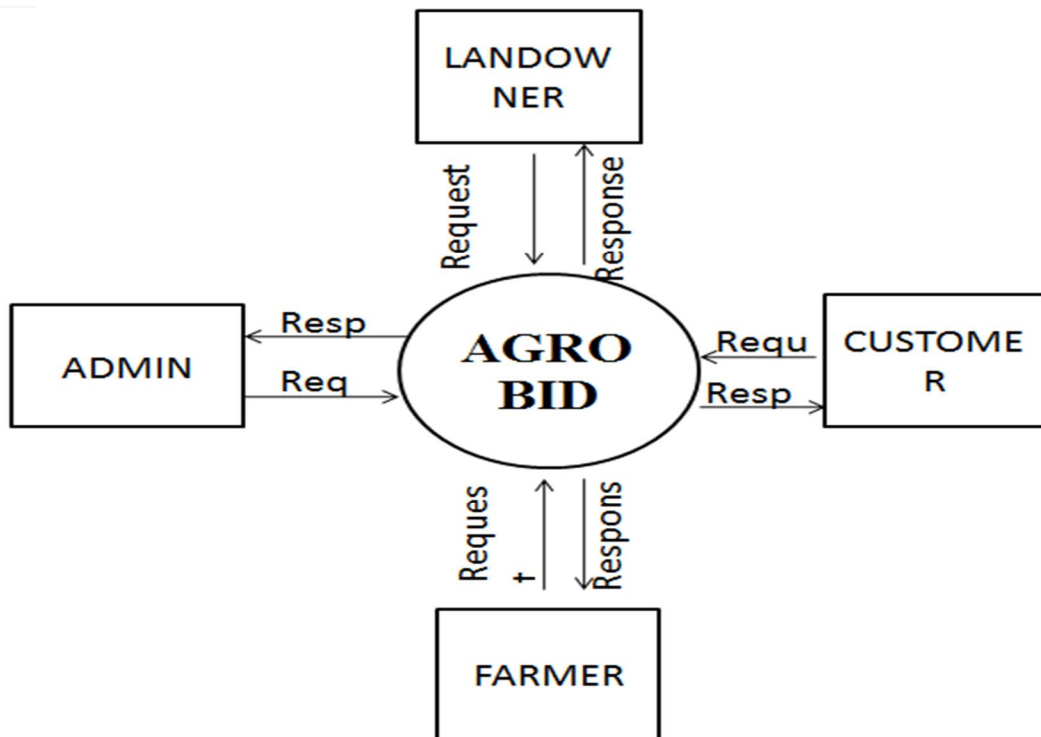 LANDOW
NER
Request
Response
Resp
Req
ADMIN
AGRO
BID
Requ
Resp
CUSTOME
R
Reques
t
Respons
FARMER